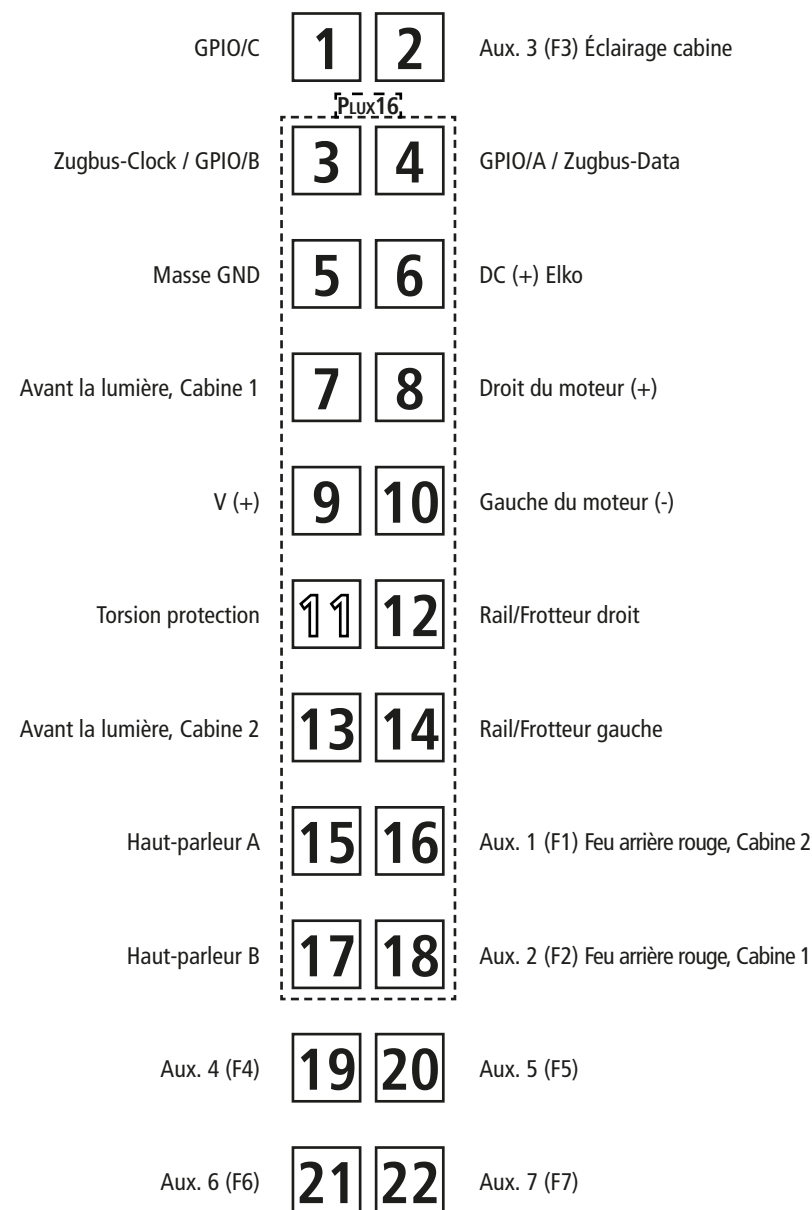 GPIO/C 1 2 Aux. 3 (F3) Éclairage cabine
PLUX16
Zugbus-Clock / GPIO/B 3 4 GPIO/A / Zugbus-Data
Masse GND 5 6 DC (+) Elko
Avant la lumière, Cabine 1 7 8 Droit du moteur (+)
V (+) 9 10 Gauche du moteur (-)
Torsion protection 11 12 Rail/Frotteur droit
Avant la lumière, Cabine 2 13 14 Rail/Frotteur gauche
Haut-parleur A 15 16 Aux. 1 (F1) Feu arrière rouge, Cabine 2
Haut-parleur B 17 18 Aux. 2 (F2) Feu arrière rouge, Cabine 1
Aux. 4 (F4) 19 20 Aux. 5 (F5)
Aux. 6 (F6) 21 22 Aux. 7 (F7)